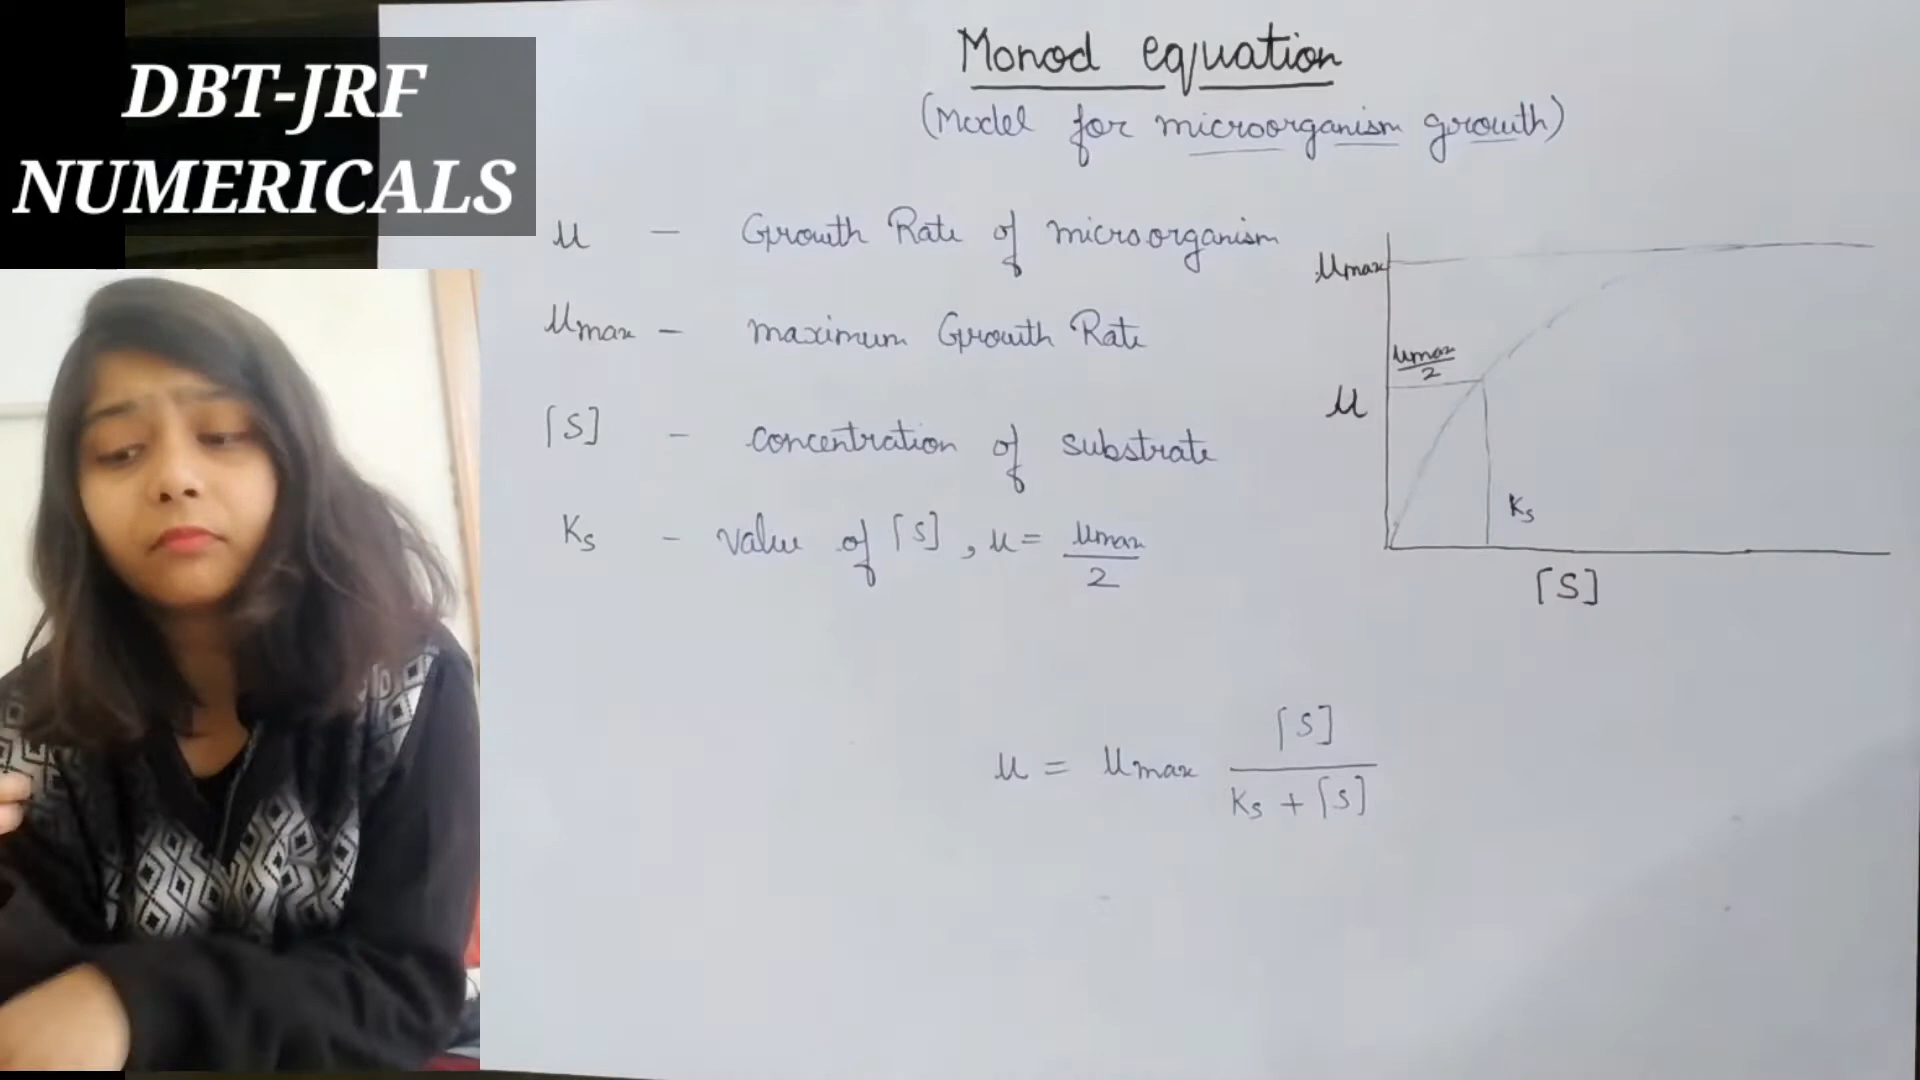 DBT-JRF
NUMERICALS
Monod equation
(Model for microorganism growth)
μ - Growth Rate of microorganism
μmax - maximum Growth Rate
[S] - concentration of substrate
Ks - value of [S], μ = μmax/2
μmax
μmax/2
μ
Ks
[S]
μ = μmax [S]/Ks + [S]